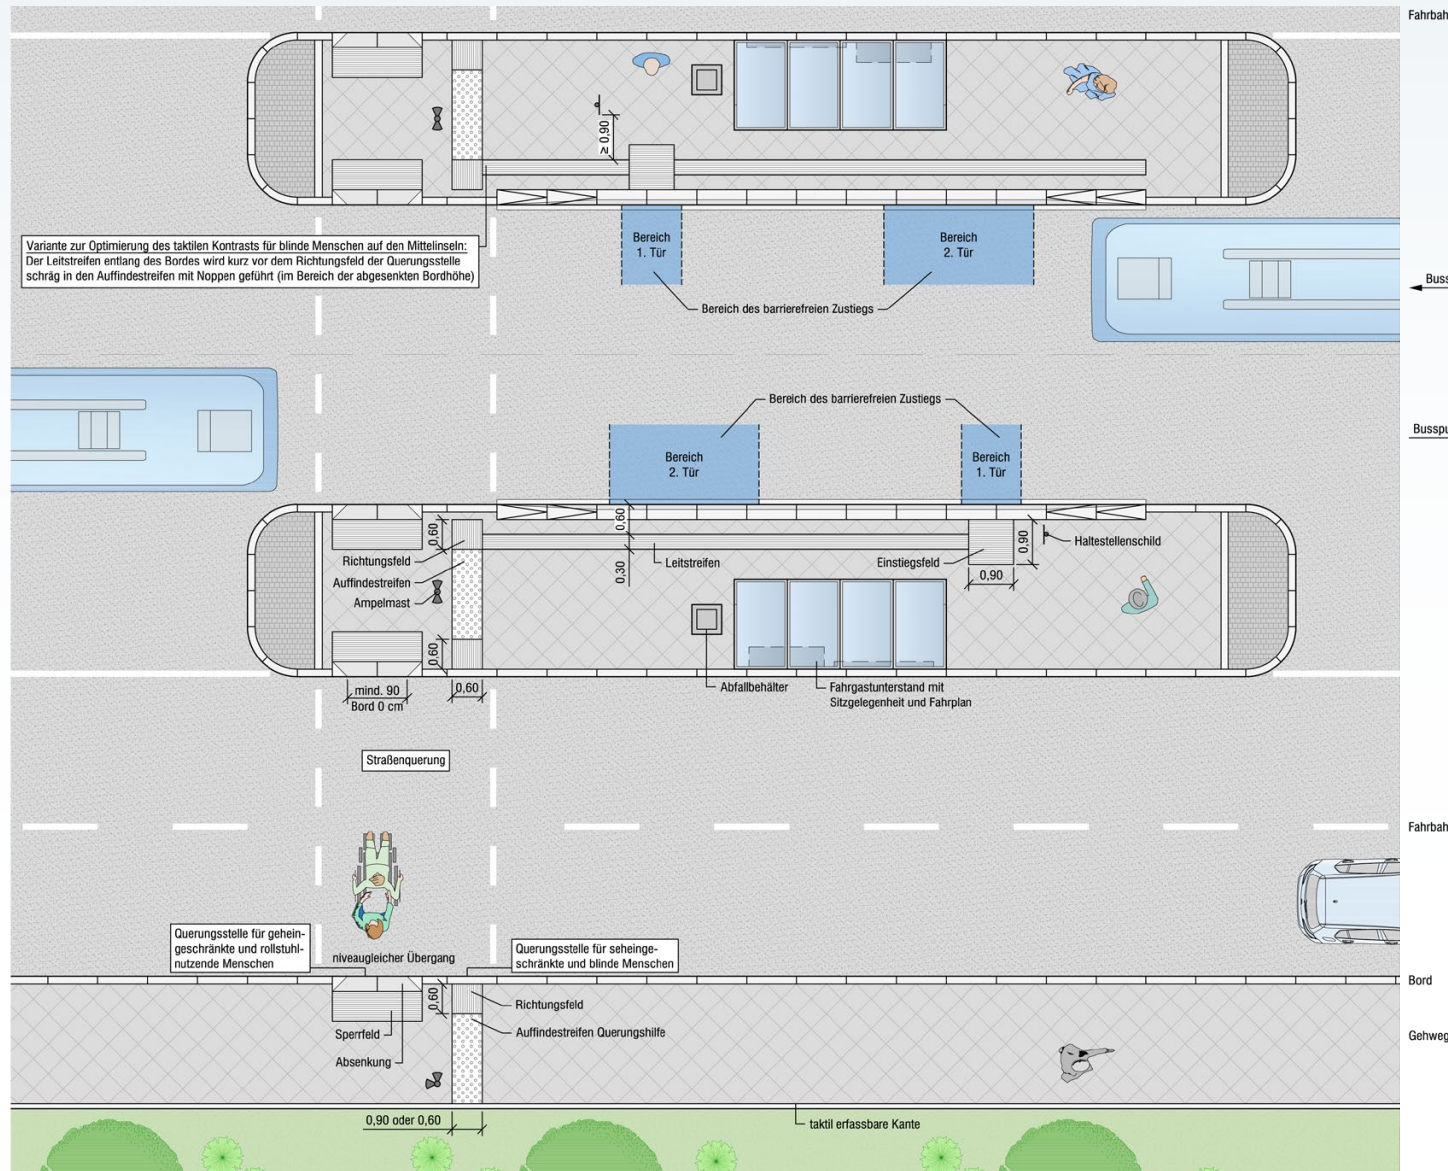 Fahrbah
≥ 0,90
Variante zur Optimierung des taktilen Kontrasts für blinde Menschen auf den Mittelinseln:
Der Leitstreifen entlang des Bordes wird kurz vor dem Richtungsfeld der Querungsstelle
schräg in den Auffindestreifen mit Noppen geführt (im Bereich der abgesenkten Bordhöhe)
Bereich
1. Tür
Bereich
2. Tür
Buss
Bereich des barrierefreien Zustiegs
Bereich des barrierefreien Zustiegs
Busspu
Bereich
2. Tür
Bereich
1. Tür
0,60
0,60
0,90
Haltestellenschild
Richtungsfeld
Leitstreifen
Einstiegsfeld
0,30
0,90
Auffindestreifen
Ampelmast
0,60
mind. 90
Bord 0 cm
0,60
Abfallbehälter
Fahrgastunterstand mit
Sitzgelegenheit und Fahrplan
Straßenquerung
Fahrbah
Querungsstelle für gehein-
geschränkte und rollstuhl-
nutzende Menschen
niveaugleicher Übergang
Querungsstelle für seheinge-
schränkte und blinde Menschen
Bord
0,60
Richtungsfeld
Sperrfeld
Auffindestreifen Querungshilfe
Gehweg
Absenkung
0,90 oder 0,60
taktil erfassbare Kante